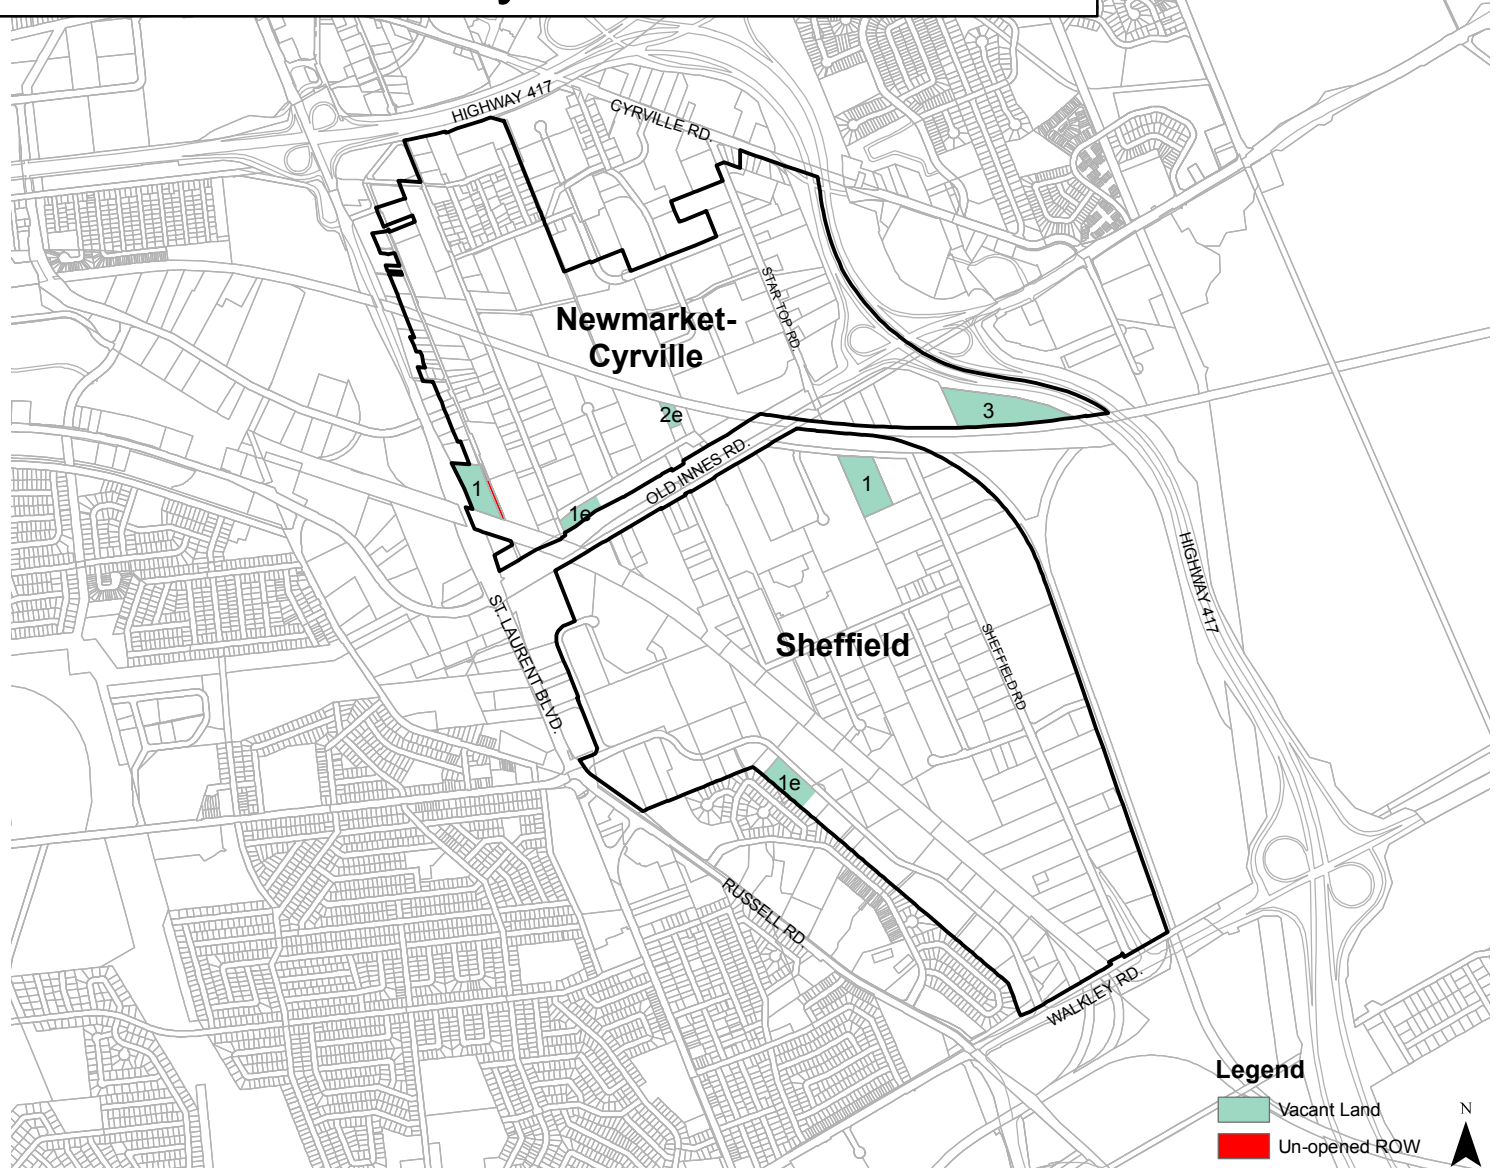 HIGHWAY 417
CYRVILLE RD.
STAR TOP RD.
Newmarket-
Cyrville
2e
3
OLD INNES RD.
1
1e
1
HIGHWAY 417
ST. LAURENT BLVD.
Sheffield
SHEFFIELD RD
1e
RUSSELL RD.
WALKLEY RD.
Legend
Vacant Land
Un-opened ROW
N